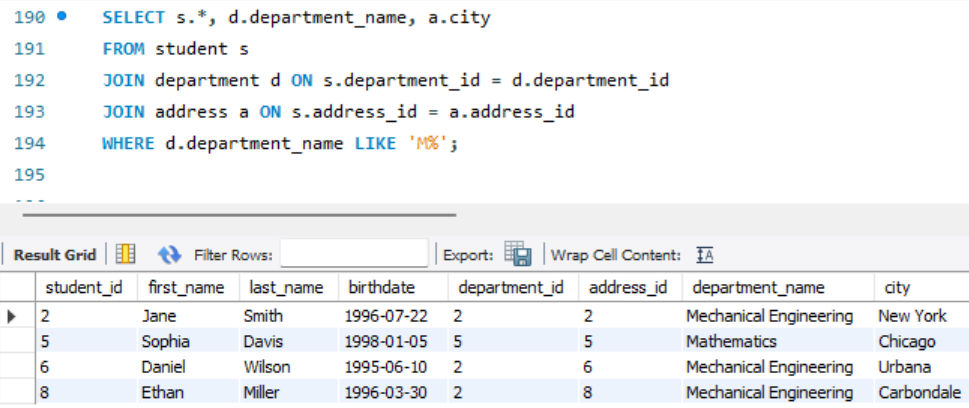 190 SELECT s.*, d.department_name, a.city
191 FROM student s
192 JOIN department d ON s.department_id = d.department_id
193 JOIN address a ON s.address_id = a.address_id
194 WHERE d.department_name LIKE 'M%';
195
Result Grid Filter Rows: Export: Wrap Cell Content: IA
student_id first_name last_name birthdate department_id address_id department_name city
2 Jane Smith 1996-07-22 2 2 Mechanical Engineering New York
5 Sophia Davis 1998-01-05 5 5 Mathematics Chicago
6 Daniel Wilson 1995-06-10 2 6 Mechanical Engineering Urbana
8 Ethan Miller 1996-03-30 2 8 Mechanical Engineering Carbondale